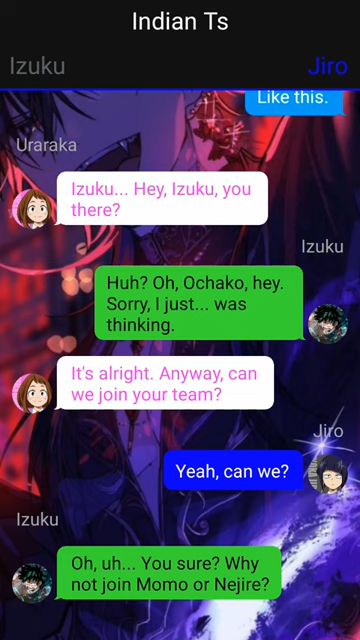 Indian Ts
Izuku
Jiro
Like this.
Uraraka
Izuku... Hey, Izuku, you
there?
Izuku
Huh? Oh, Ochako, hey.
Sorry, I just... was
thinking.
It's alright. Anyway, can
we join your team?
Jiro
Yeah, can we?
Izuku
Oh, uh... You sure? Why
not join Momo or Nejire?